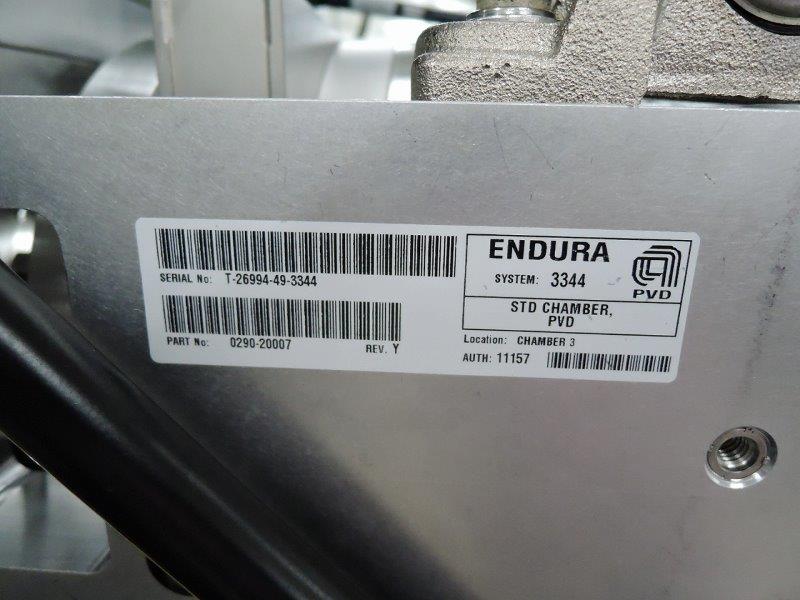 SERIAL No: T-26994-49-3344
PART No: 0290-20007 REV. Y
ENDURA
SYSTEM: 3344
PVD
STD CHAMBER,
PVD
Location: CHAMBER 3
AUTH: 11157